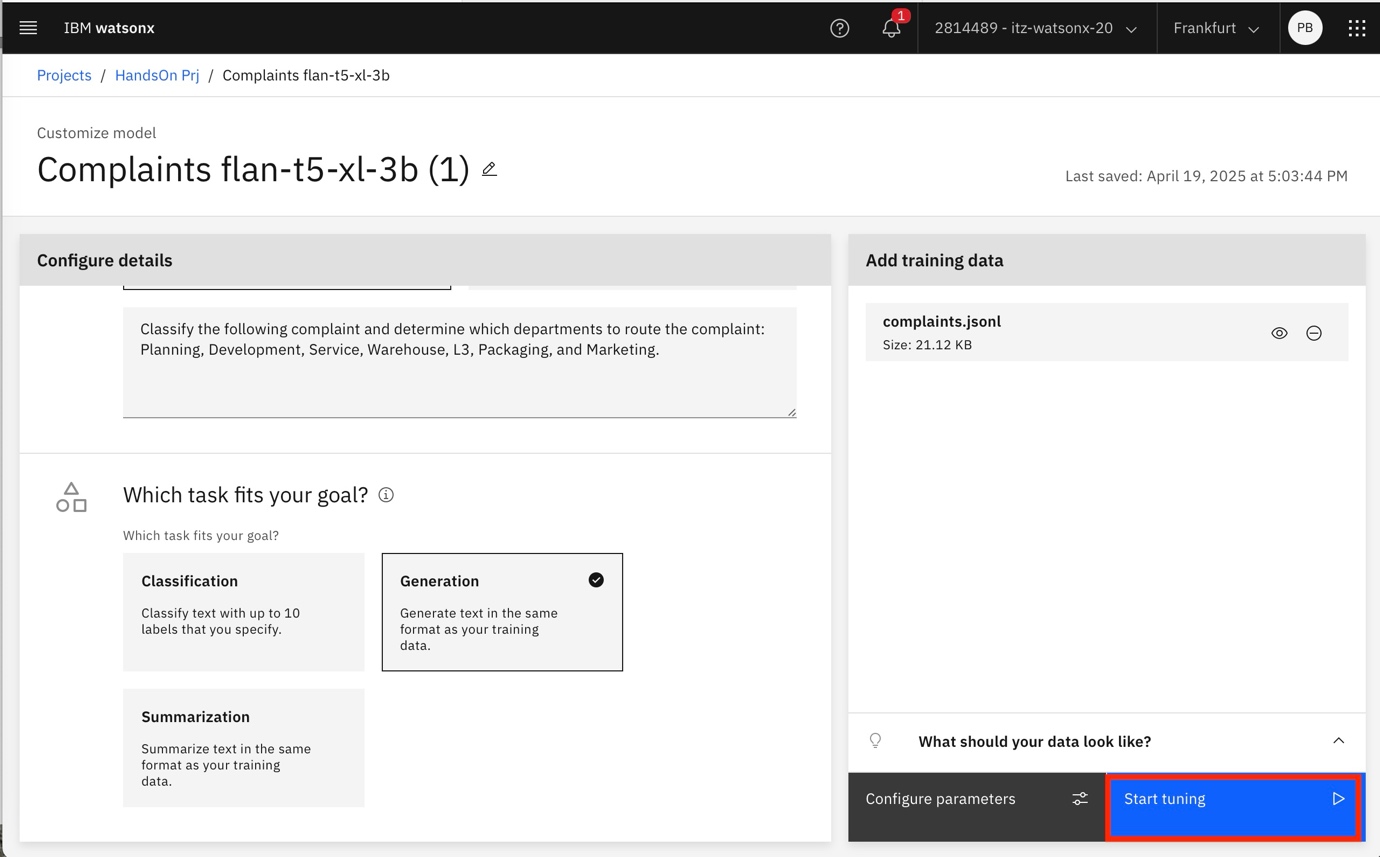 IBM watsonx
1
2814489 - itz-watsonx-20
Frankfurt
PB
Projects / HandsOn Prj / Complaints flan-t5-xl-3b
Customize model
Complaints flan-t5-xl-3b (1)
Last saved: April 19, 2025 at 5:03:44 PM
Configure details
Classify the following complaint and determine which departments to route the complaint:
Planning, Development, Service, Warehouse, L3, Packaging, and Marketing.
Which task fits your goal?
Which task fits your goal?
Classification
Classify text with up to 10
labels that you specify.
Generation
Generate text in the same
format as your training
data.
Summarization
Summarize text in the same
format as your training
data.
Add training data
complaints.jsonl
Size: 21.12 KB
What should your data look like?
Configure parameters
Start tuning